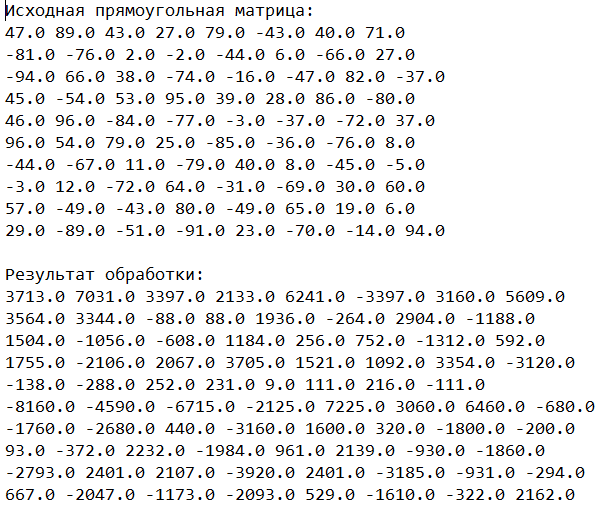 Исходная прямоугольная матрица:
47.0 89.0 43.0 27.0 79.0 -43.0 40.0 71.0
-81.0 -76.0 2.0 -2.0 -44.0 6.0 -66.0 27.0
-94.0 66.0 38.0 -74.0 -16.0 -47.0 82.0 -37.0
45.0 -54.0 53.0 95.0 39.0 28.0 86.0 -80.0
46.0 96.0 -84.0 -77.0 -3.0 -37.0 -72.0 37.0
96.0 54.0 79.0 25.0 -85.0 -36.0 -76.0 8.0
-44.0 -67.0 11.0 -79.0 40.0 8.0 -45.0 -5.0
-3.0 12.0 -72.0 64.0 -31.0 -69.0 30.0 60.0
57.0 -49.0 -43.0 80.0 -49.0 65.0 19.0 6.0
29.0 -89.0 -51.0 -91.0 23.0 -70.0 -14.0 94.0
Результат обработки:
3713.0 7031.0 3397.0 2133.0 6241.0 -3397.0 3160.0 5609.0
3564.0 3344.0 -88.0 88.0 1936.0 -264.0 2904.0 -1188.0
1504.0 -1056.0 -608.0 1184.0 256.0 752.0 -1312.0 592.0
1755.0 -2106.0 2067.0 3705.0 1521.0 1092.0 3354.0 -3120.0
-138.0 -288.0 252.0 231.0 9.0 111.0 216.0 -111.0
-8160.0 -4590.0 -6715.0 -2125.0 7225.0 3060.0 6460.0 -680.0
-1760.0 -2680.0 440.0 -3160.0 1600.0 320.0 -1800.0 -200.0
93.0 -372.0 2232.0 -1984.0 961.0 2139.0 -930.0 -1860.0
-2793.0 2401.0 2107.0 -3920.0 2401.0 -3185.0 -931.0 -294.0
667.0 -2047.0 -1173.0 -2093.0 529.0 -1610.0 -322.0 2162.0